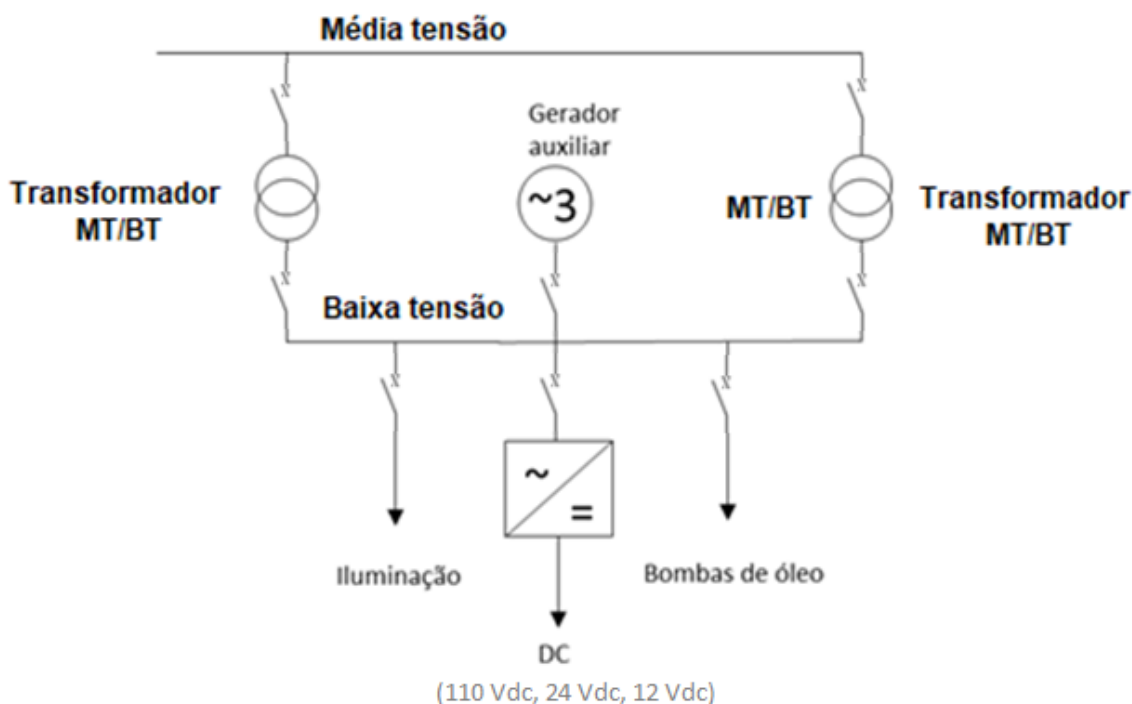 Média tensão
Gerador
auxiliar
Transformador
MT/BT
~3
MT/BT
Transformador
MT/BT
Baixa tensão
~
=
Iluminação
Bombas de óleo
DC
(110 Vdc, 24 Vdc, 12 Vdc)